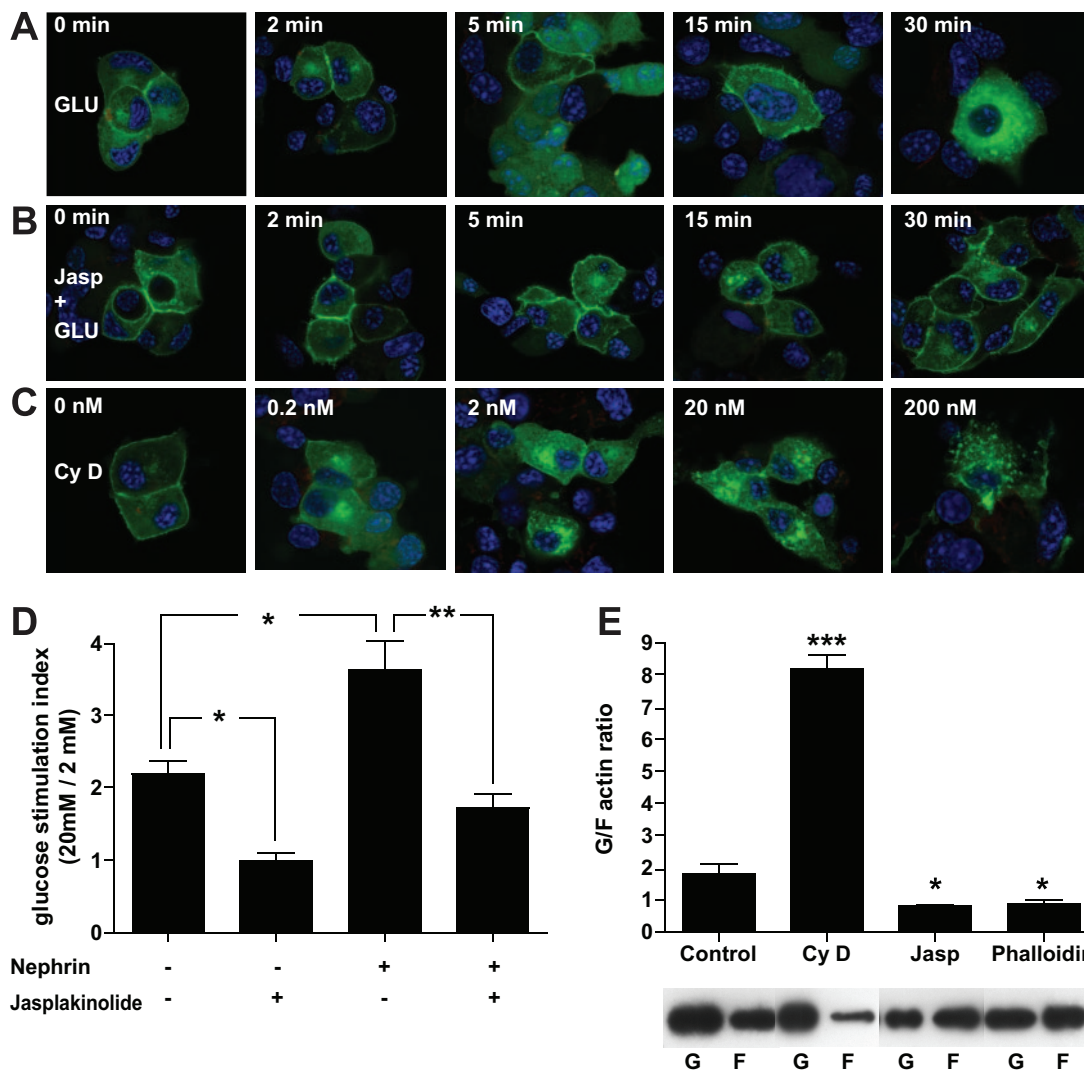 A
0 min
2 min
5 min
15 min
30 min
GLU
B
0 min
2 min
5 min
15 min
30 min
Jasp
+
GLU
C
0 nM
0.2 nM
2 nM
20 nM
200 nM
Cy D
D
* **
*
glucose stimulation index
(20mM / 2 mM)
4
3
2
1
0
Nephrin - - + +
Jasplakinolide - + - +
E
***
* *
G/F actin ratio
9
8
7
6
5
4
3
2
1
0
Control Cy D Jasp Phalloidin
G F G F G F G F